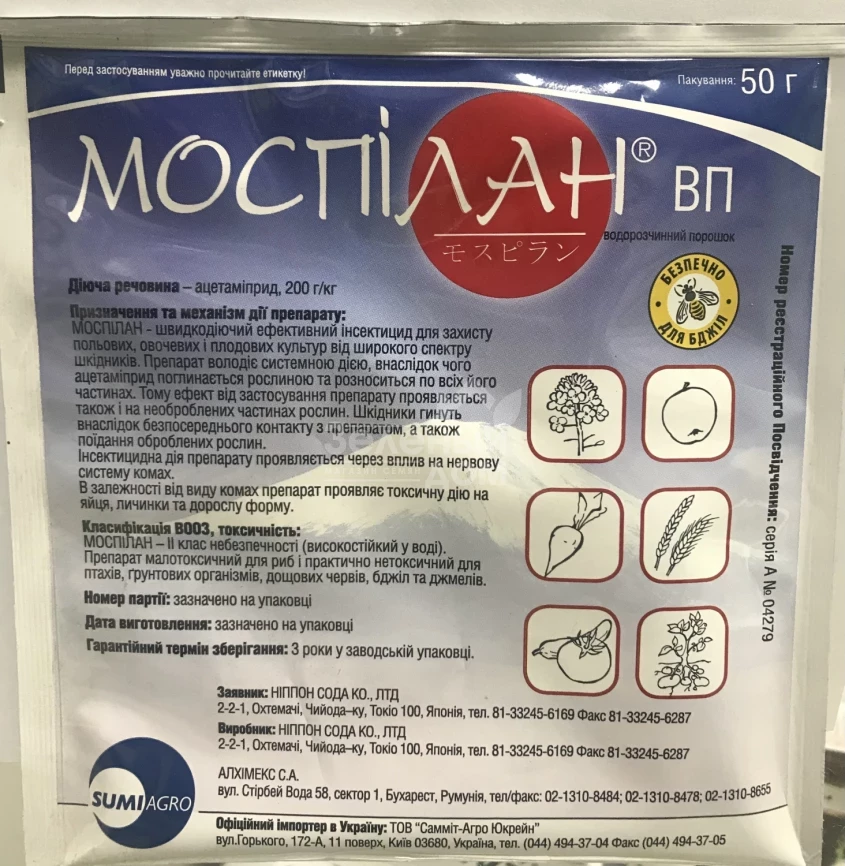 Перед застосуванням уважно прочитайте етикетку!
Пакування: 50 г
МОСПІЛАН® ВП
водорозчинний порошок
モスピラン
БЕЗПЕЧНО
ДЛЯ БДЖІЛ
Номер реєстраційного Посвідчення: серія А № 04279
Діюча речовина – ацетаміприд, 200 г/кг
Призначення та механізм дії препарату:
МОСПІЛАН - швидкодіючий ефективний інсектицид для захисту
польових, овочевих і плодових культур від широкого спектру
шкідників. Препарат володіє системною дією, внаслідок чого
ацетаміприд поглинається рослиною та розноситься по всіх його
частинах. Тому ефект від застосування препарату проявляється
також і на необроблених частинах рослин. Шкідники гинуть
внаслідок безпосереднього контакту з препаратом, а також
поїдання оброблених рослин.
Інсектицидна дія препарату проявляється через вплив на нервову
систему комах.
В залежності від виду комах препарат проявляє токсичну дію на
яйця, личинки та дорослу форму.
Класифікація ВООЗ, токсичність:
МОСПІЛАН – ІІ клас небезпечності (високостійкий у воді).
Препарат малотоксичний для риб і практично нетоксичний для
птахів, ґрунтових організмів, дощових червів, бджіл та джмелів.
Номер партії: зазначено на упаковці
Дата виготовлення: зазначено на упаковці
Гарантійний термін зберігання: 3 роки у заводській упаковці.
Заявник: НІППОН СОДА КО., ЛТД
2-2-1, Охтемачі, Чийода–ку, Токіо 100, Японія, тел. 81-33245-6169 Факс 81-33245-6287
Виробник: НІППОН СОДА КО., ЛТД
2-2-1, Охтемачі, Чийода–ку, Токіо 100, Японія, тел. 81-33245-6169 Факс 81-33245-6287
АЛХІМЕКС С.А.
вул. Стірбей Вода 58, сектор 1, Бухарест, Румунія, тел/факс: 02-1310-8484; 02-1310-8478; 02-1310-8655
SUMIAGRO
Офіційний імпортер в Україну: ТОВ “Самміт-Агро Юкрейн”
вул.Горького, 172-А, 11 поверх, Київ 03680, Україна, тел. (044) 494-37-04 Факс (044) 494-37-05